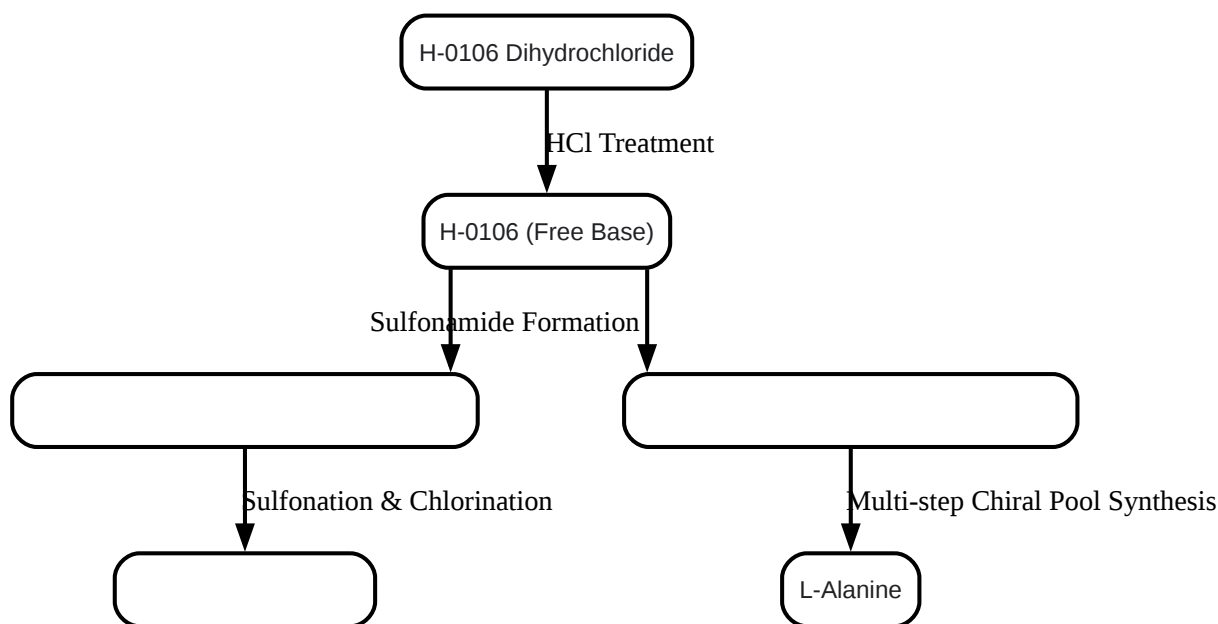 H-0106 Dihydrochloride
HCl Treatment
H-0106 (Free Base)
Sulfonamide Formation
Sulfonation & Chlorination
Multi-step Chiral Pool Synthesis
L-Alanine